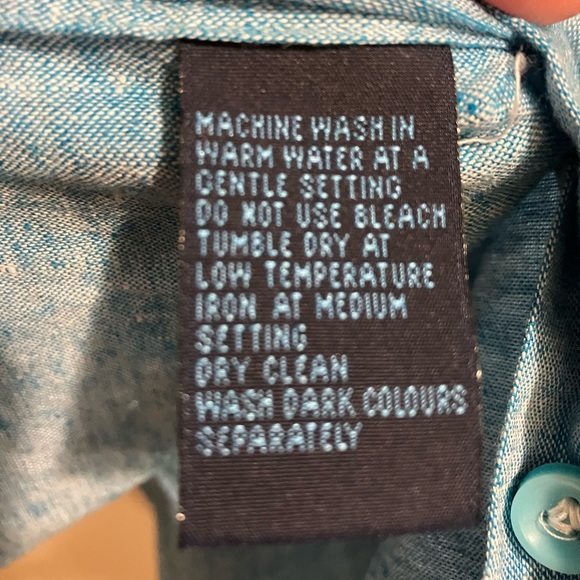 MACHINE WASH IN
WARM WATER AT A
GENTLE SETTING
DO NOT USE BLEACH
TUMBLE DRY AT
LOW TEMPERATURE
IRON AT MEDIUM
SETTING
DRY CLEAN
WASH DARK COLOURS
SEPARATELY